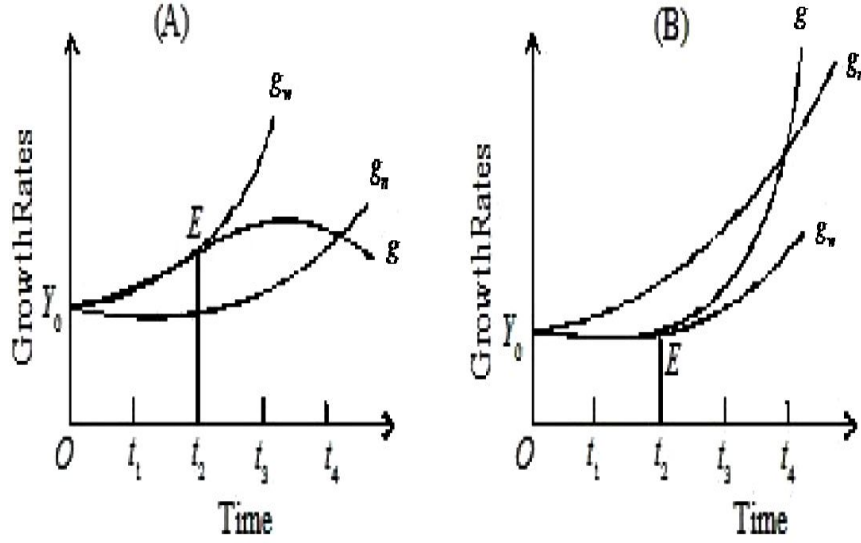 (A)
Growth Rates
g_w
g_n
E
g
Y_0
O
t_1
t_2
t_3
t_4
Time
(B)
Growth Rates
g
g_n
g_w
Y_0
E
O
t_1
t_2
t_3
t_4
Time